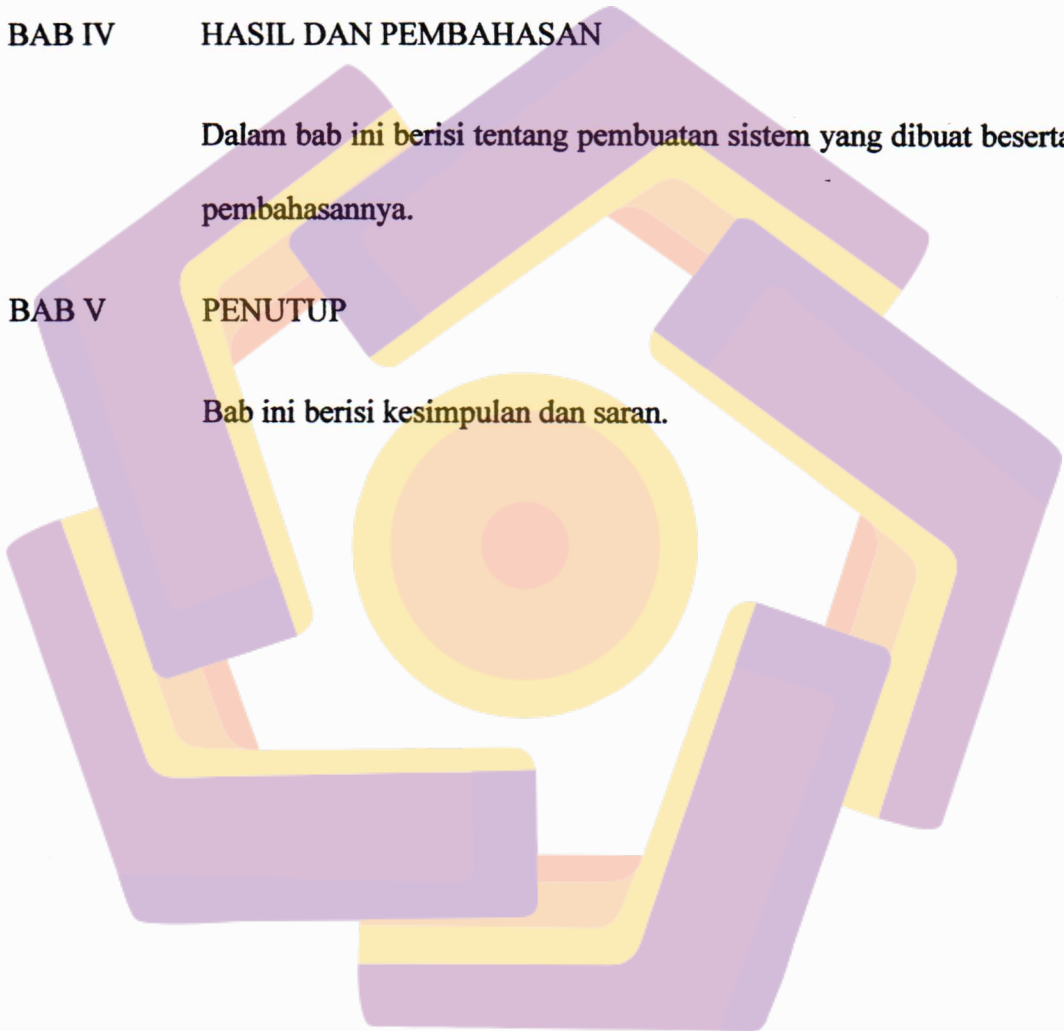 BAB IV HASIL DAN PEMBAHASAN
Dalam bab ini berisi tentang pembuatan sistem yang dibuat beserta
pembahasannya.
BAB V PENUTUP
Bab ini berisi kesimpulan dan saran.